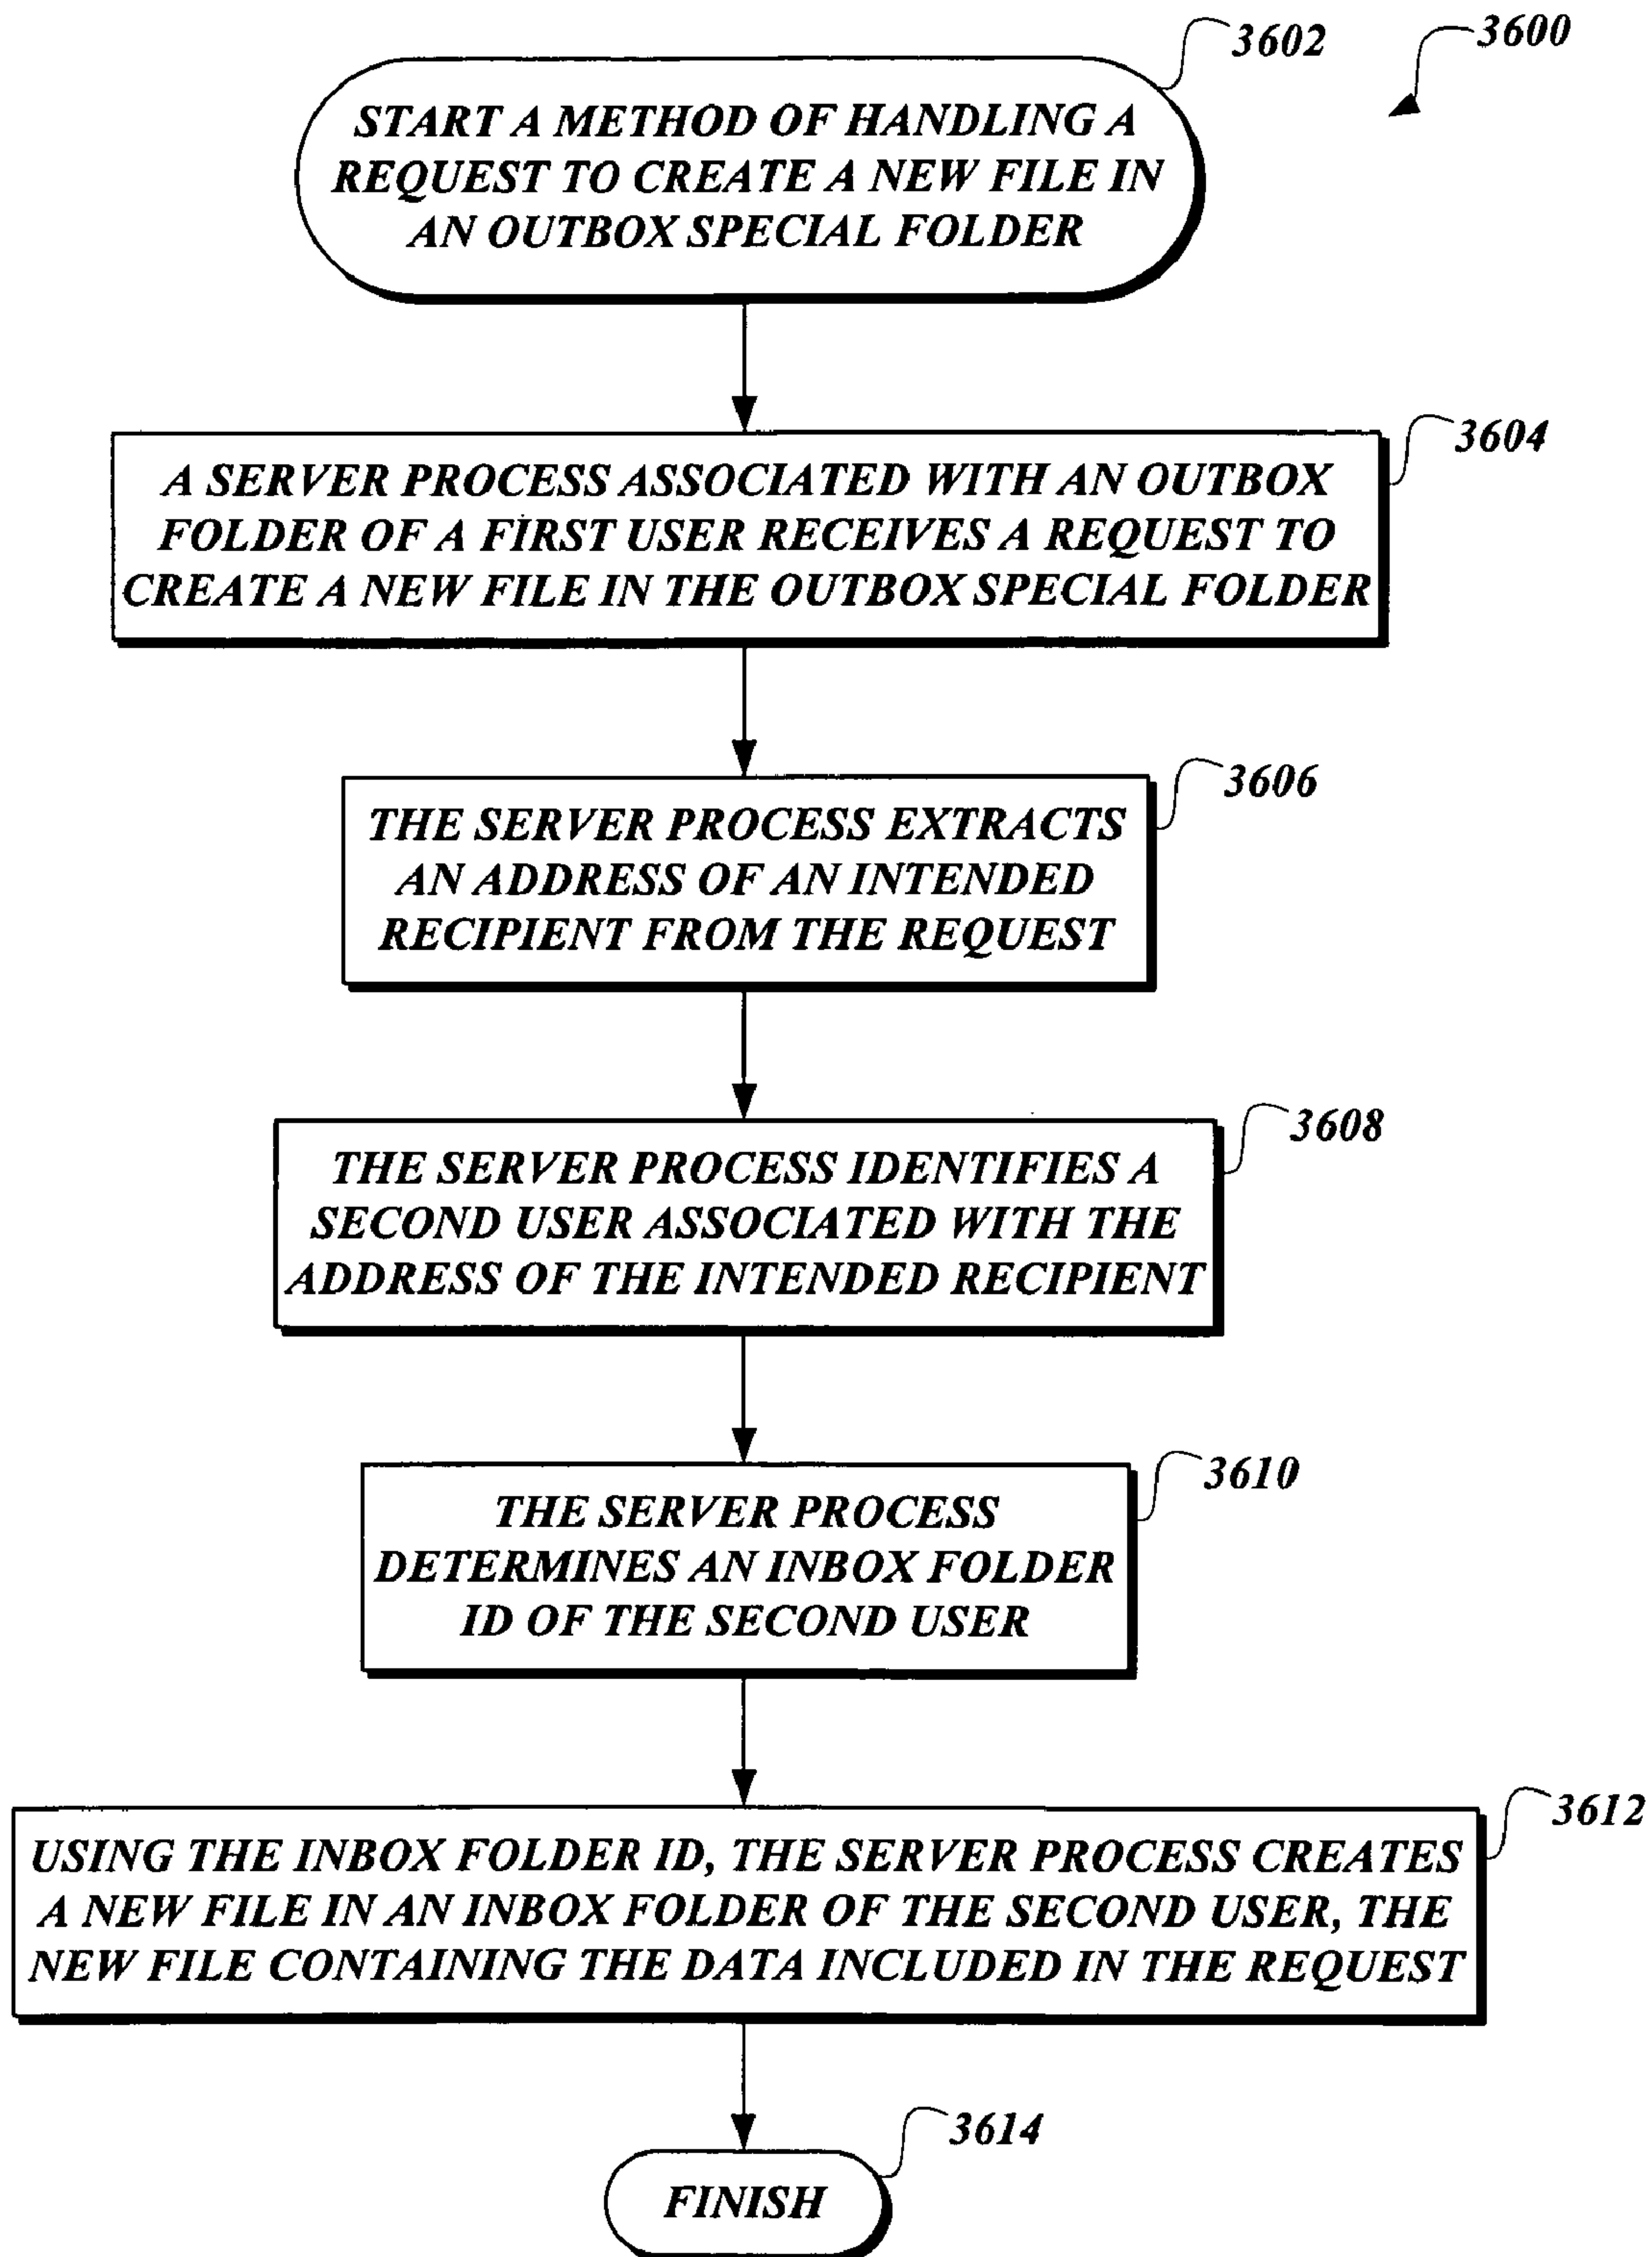 3602
3600
START A METHOD OF HANDLING A
REQUEST TO CREATE A NEW FILE IN
AN OUTBOX SPECIAL FOLDER
3604
A SERVER PROCESS ASSOCIATED WITH AN OUTBOX
FOLDER OF A FIRST USER RECEIVES A REQUEST TO
CREATE A NEW FILE IN THE OUTBOX SPECIAL FOLDER
3606
THE SERVER PROCESS EXTRACTS
AN ADDRESS OF AN INTENDED
RECIPIENT FROM THE REQUEST
3608
THE SERVER PROCESS IDENTIFIES A
SECOND USER ASSOCIATED WITH THE
ADDRESS OF THE INTENDED RECIPIENT
3610
THE SERVER PROCESS
DETERMINES AN INBOX FOLDER
ID OF THE SECOND USER
3612
USING THE INBOX FOLDER ID, THE SERVER PROCESS CREATES
A NEW FILE IN AN INBOX FOLDER OF THE SECOND USER, THE
NEW FILE CONTAINING THE DATA INCLUDED IN THE REQUEST
3614
FINISH